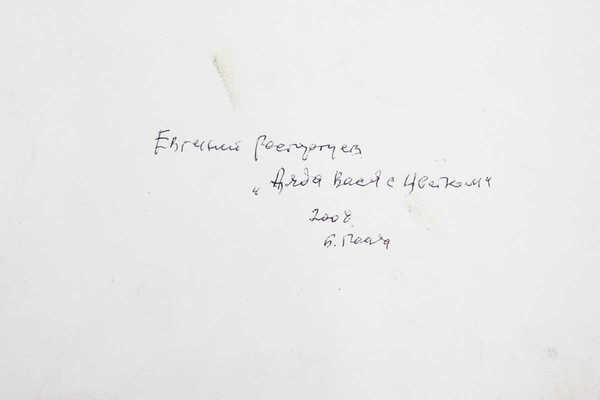 Евгений Расторгуев
"Дядя Вася с цветком"
2008
Б.